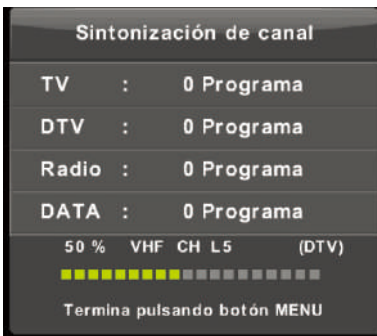 Sintonización de canal
TV : 0 Programa
DTV : 0 Programa
Radio : 0 Programa
DATA : 0 Programa
50 % VHF CH L5 (DTV)
Termina pulsando botón MENU